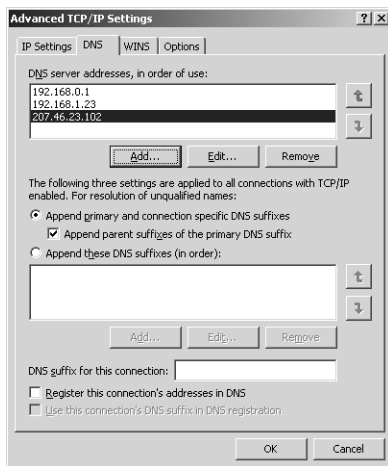 Advanced TCP/IP Settings
IP Settings DNS WINS Options
DNS server addresses, in order of use:
192.168.0.1
192.168.1.23
207.46.23.102
Add... Edit... Remove
The following three settings are applied to all connections with TCP/IP
enabled. For resolution of unqualified names:
Append primary and connection specific DNS suffixes
Append parent suffixes of the primary DNS suffix
Append these DNS suffixes (in order):
Add... Edit... Remove
DNS suffix for this connection:
Register this connection's addresses in DNS
Use this connection's DNS suffix in DNS registration
OK Cancel